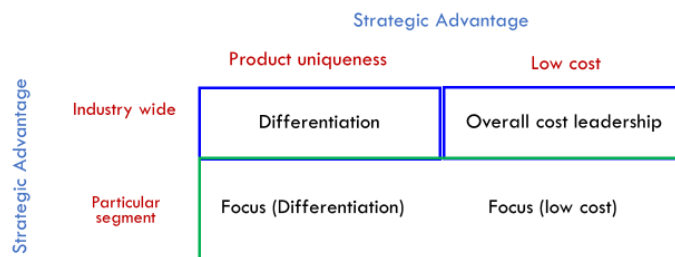 Strategic Advantage
Product uniqueness
Low cost
Strategic Advantage
Industry wide
Differentiation
Overall cost leadership
Particular
segment
Focus (Differentiation)
Focus (low cost)